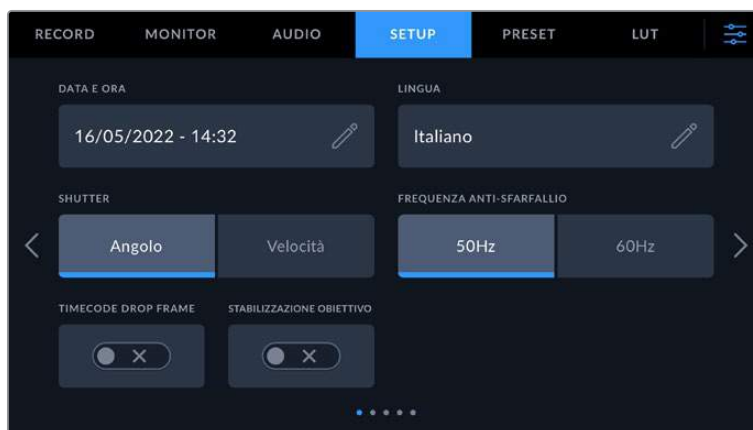 RECORD MONITOR AUDIO SETUP PRESET LUT
DATA E ORA LINGUA
16/05/2022 - 14:32 Italiano
SHUTTER FREQUENZA ANTI-SFARFALLIO
Angolo Velocità 50Hz 60Hz
TIMECODE DROP FRAME STABILIZZAZIONE OBIETTIVO